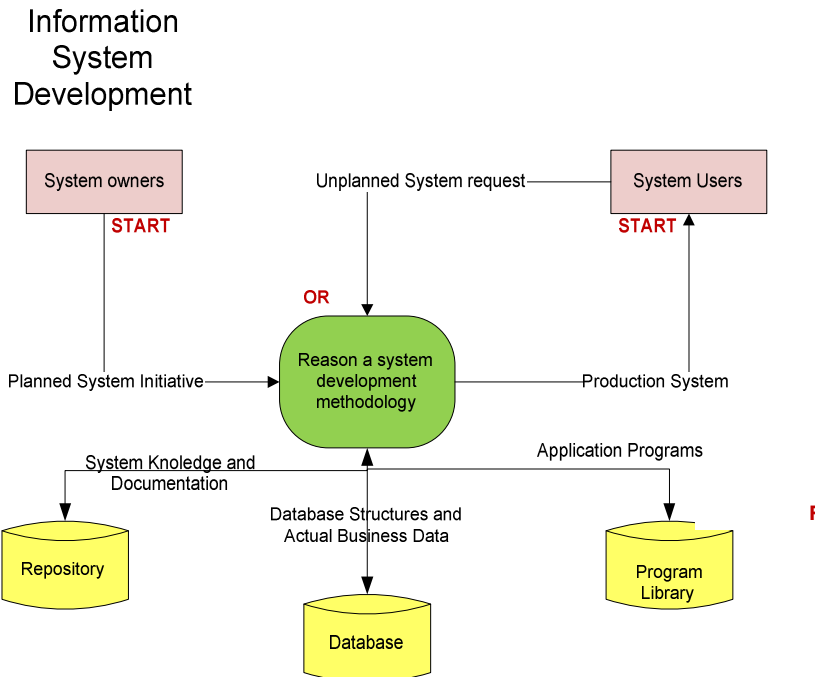 Information
System
Development
System owners
Unplanned System request
System Users
START
START
OR
Reason a system
development
methodology
Planned System Initiative
Production System
System Knoledge and
Documentation
Application Programs
Database Structures and
Actual Business Data
Repository
Program
Library
Database